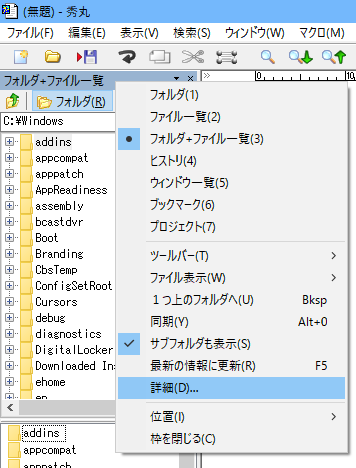 (無題) - 秀丸
ファイル(F) 編集(E) 表示(V) 検索(S) ウィンドウ(W) マクロ(M)
フォルダ+ファイル一覧
フォルダ(R)
C:¥Windows
addins
appcompat
apppatch
AppReadiness
assembly
bcastdvr
Boot
Branding
CbsTemp
ConfigSetRoot
Cursors
debug
diagnostics
DigitalLocker
Downloaded Ins
ehome
en
addins
appcompat
apppatch
0
10
フォルダ(1)
ファイル一覧(2)
フォルダ+ファイル一覧(3)
ヒストリ(4)
ウィンドウ一覧(5)
ブックマーク(6)
プロジェクト(7)
ツールバー(T)
ファイル表示(W)
1つ上のフォルダへ(U) Bksp
同期(Y) Alt+0
サブフォルダも表示(S)
最新の情報に更新(R) F5
詳細(D)...
位置(I)
枠を閉じる(C)